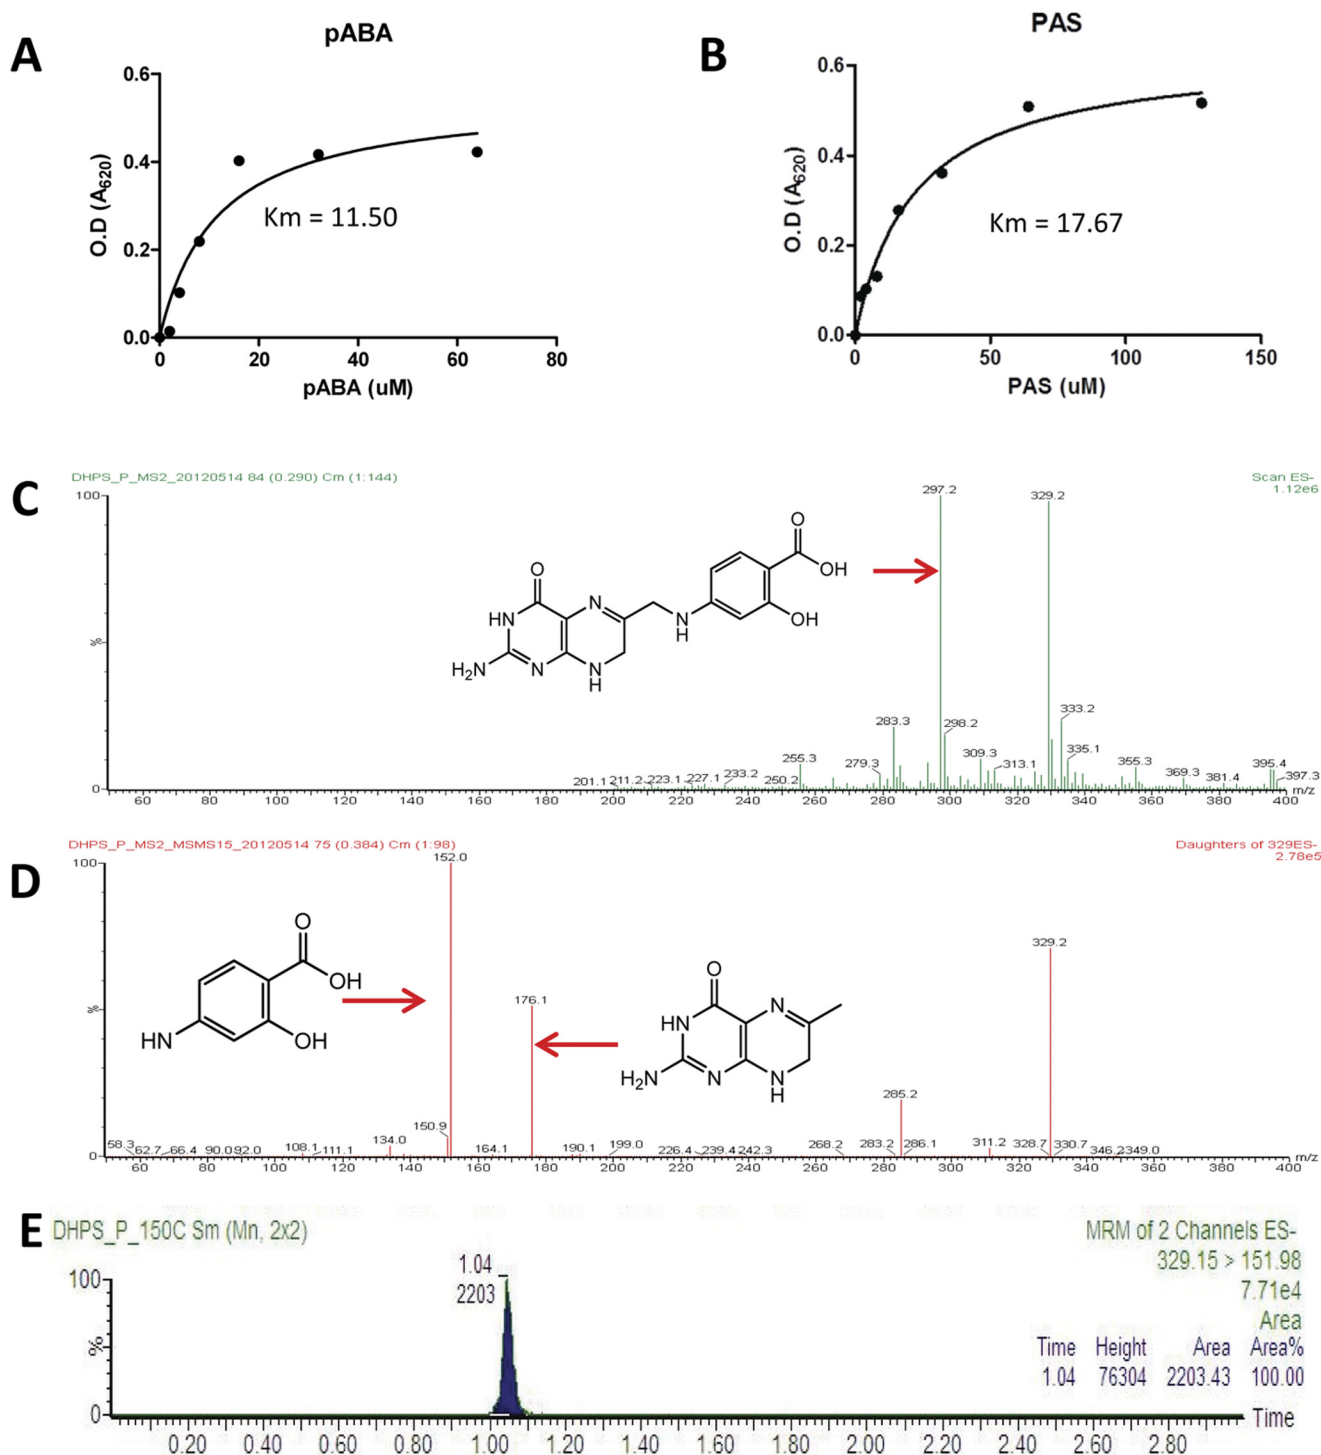 A
pABA
O.D (A620)
0.6
0.4
0.2
0.0
Km = 11.50
0 20 40 60 80
pABA (uM)
B
PAS
O.D (A620)
0.6
0.4
0.2
0.0
Km = 17.67
0 50 100 150
PAS (uM)
C
DHPS_P_MS2_20120514 84 (0.290) Cm (1:144)
Scan ES-
1.12e6
100
%
0
297.2
329.2
O
OH
OH
N
H
N
O
HN
H2N
N
N
H
283.3
298.2
333.2
255.3
279.3
309.3
313.1
335.1
355.3
369.3
381.4
395.4
397.3
201.1 211.2 223.1 227.1 233.2 250.2
60 80 100 120 140 160 180 200 220 240 260 280 300 320 340 360 380 400 m/z
D
DHPS_P_MS2_MSMS15_20120514 75 (0.384) Cm (1:98)
Daughters of 329ES-
2.78e5
100
%
0
152.0
329.2
176.1
O
OH
OH
HN
O
HN
N
H2N
N
N
H
285.2
150.9
134.0
58.3 62.7 66.4 90.0 92.0 108.1 111.1 164.1 190.1 199.0 226.4 239.4 242.3 268.2 283.2 286.1 311.2 328.7 330.7 346.2 349.0
60 80 100 120 140 160 180 200 220 240 260 280 300 320 340 360 380 400 m/z
E
DHPS_P_150C Sm (Mn, 2x2)
MRM of 2 Channels ES-
329.15 > 151.98
7.71e4
Area
100
%
0
1.04
2203
Time Height Area Area%
1.04 76304 2203.43 100.00
Time
0.20 0.40 0.60 0.80 1.00 1.20 1.40 1.60 1.80 2.00 2.20 2.40 2.60 2.80